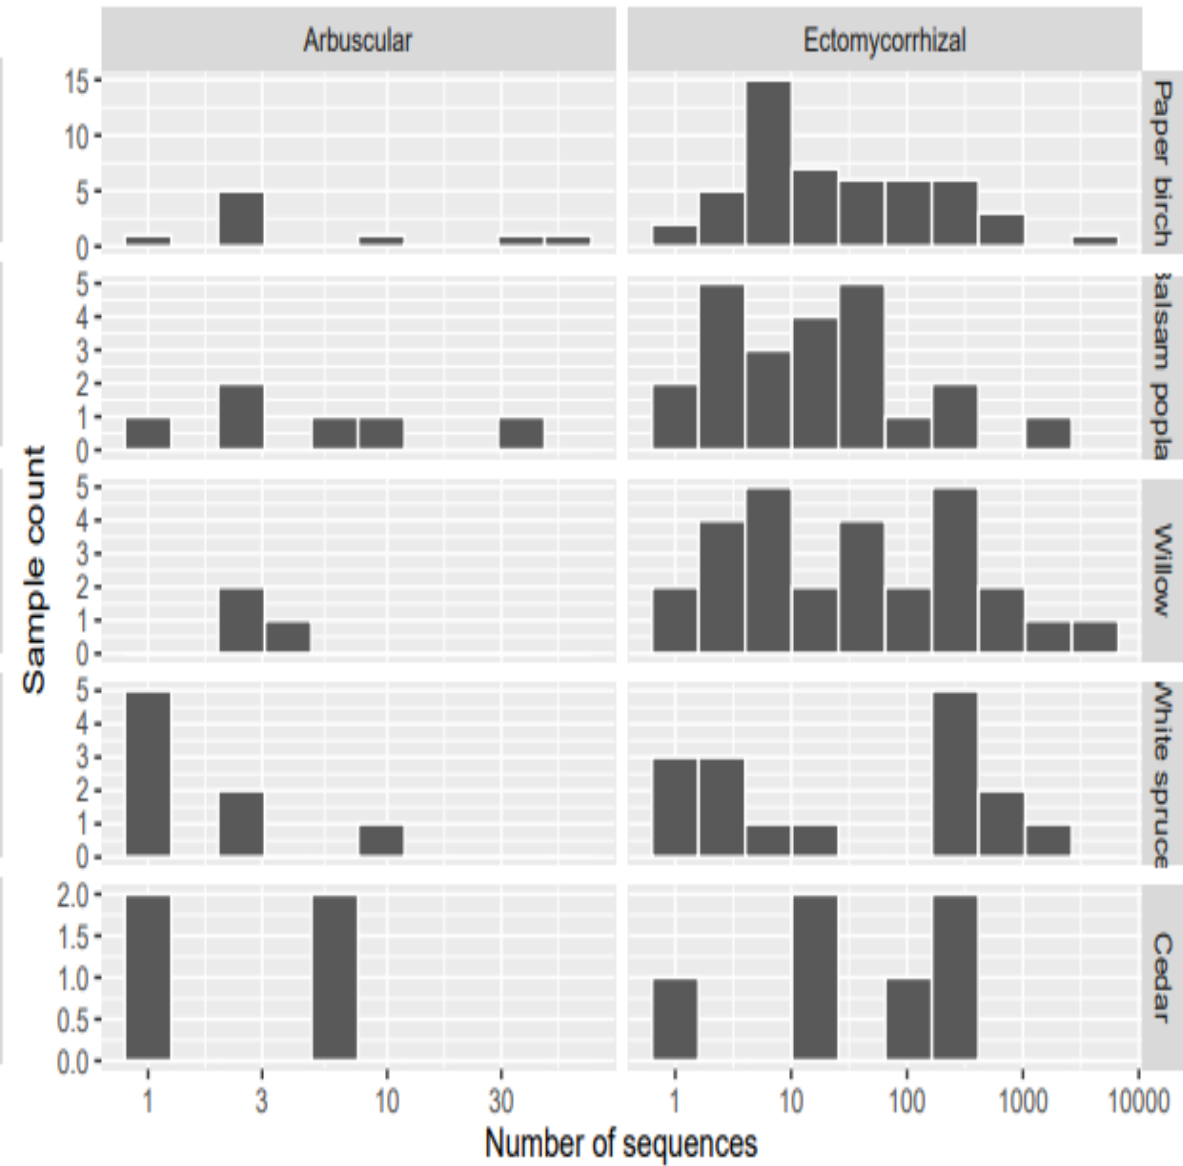 Arbuscular
Ectomycorrhizal
15
10
5
0
Paper birch
5
4
3
2
1
0
Balsam popla
5
4
3
2
1
0
Willow
5
4
3
2
1
0
White spruce
2.0
1.5
1.0
0.5
0.0
Cedar
Sample count
1 3 10 30 1 10 100 1000 10000
Number of sequences